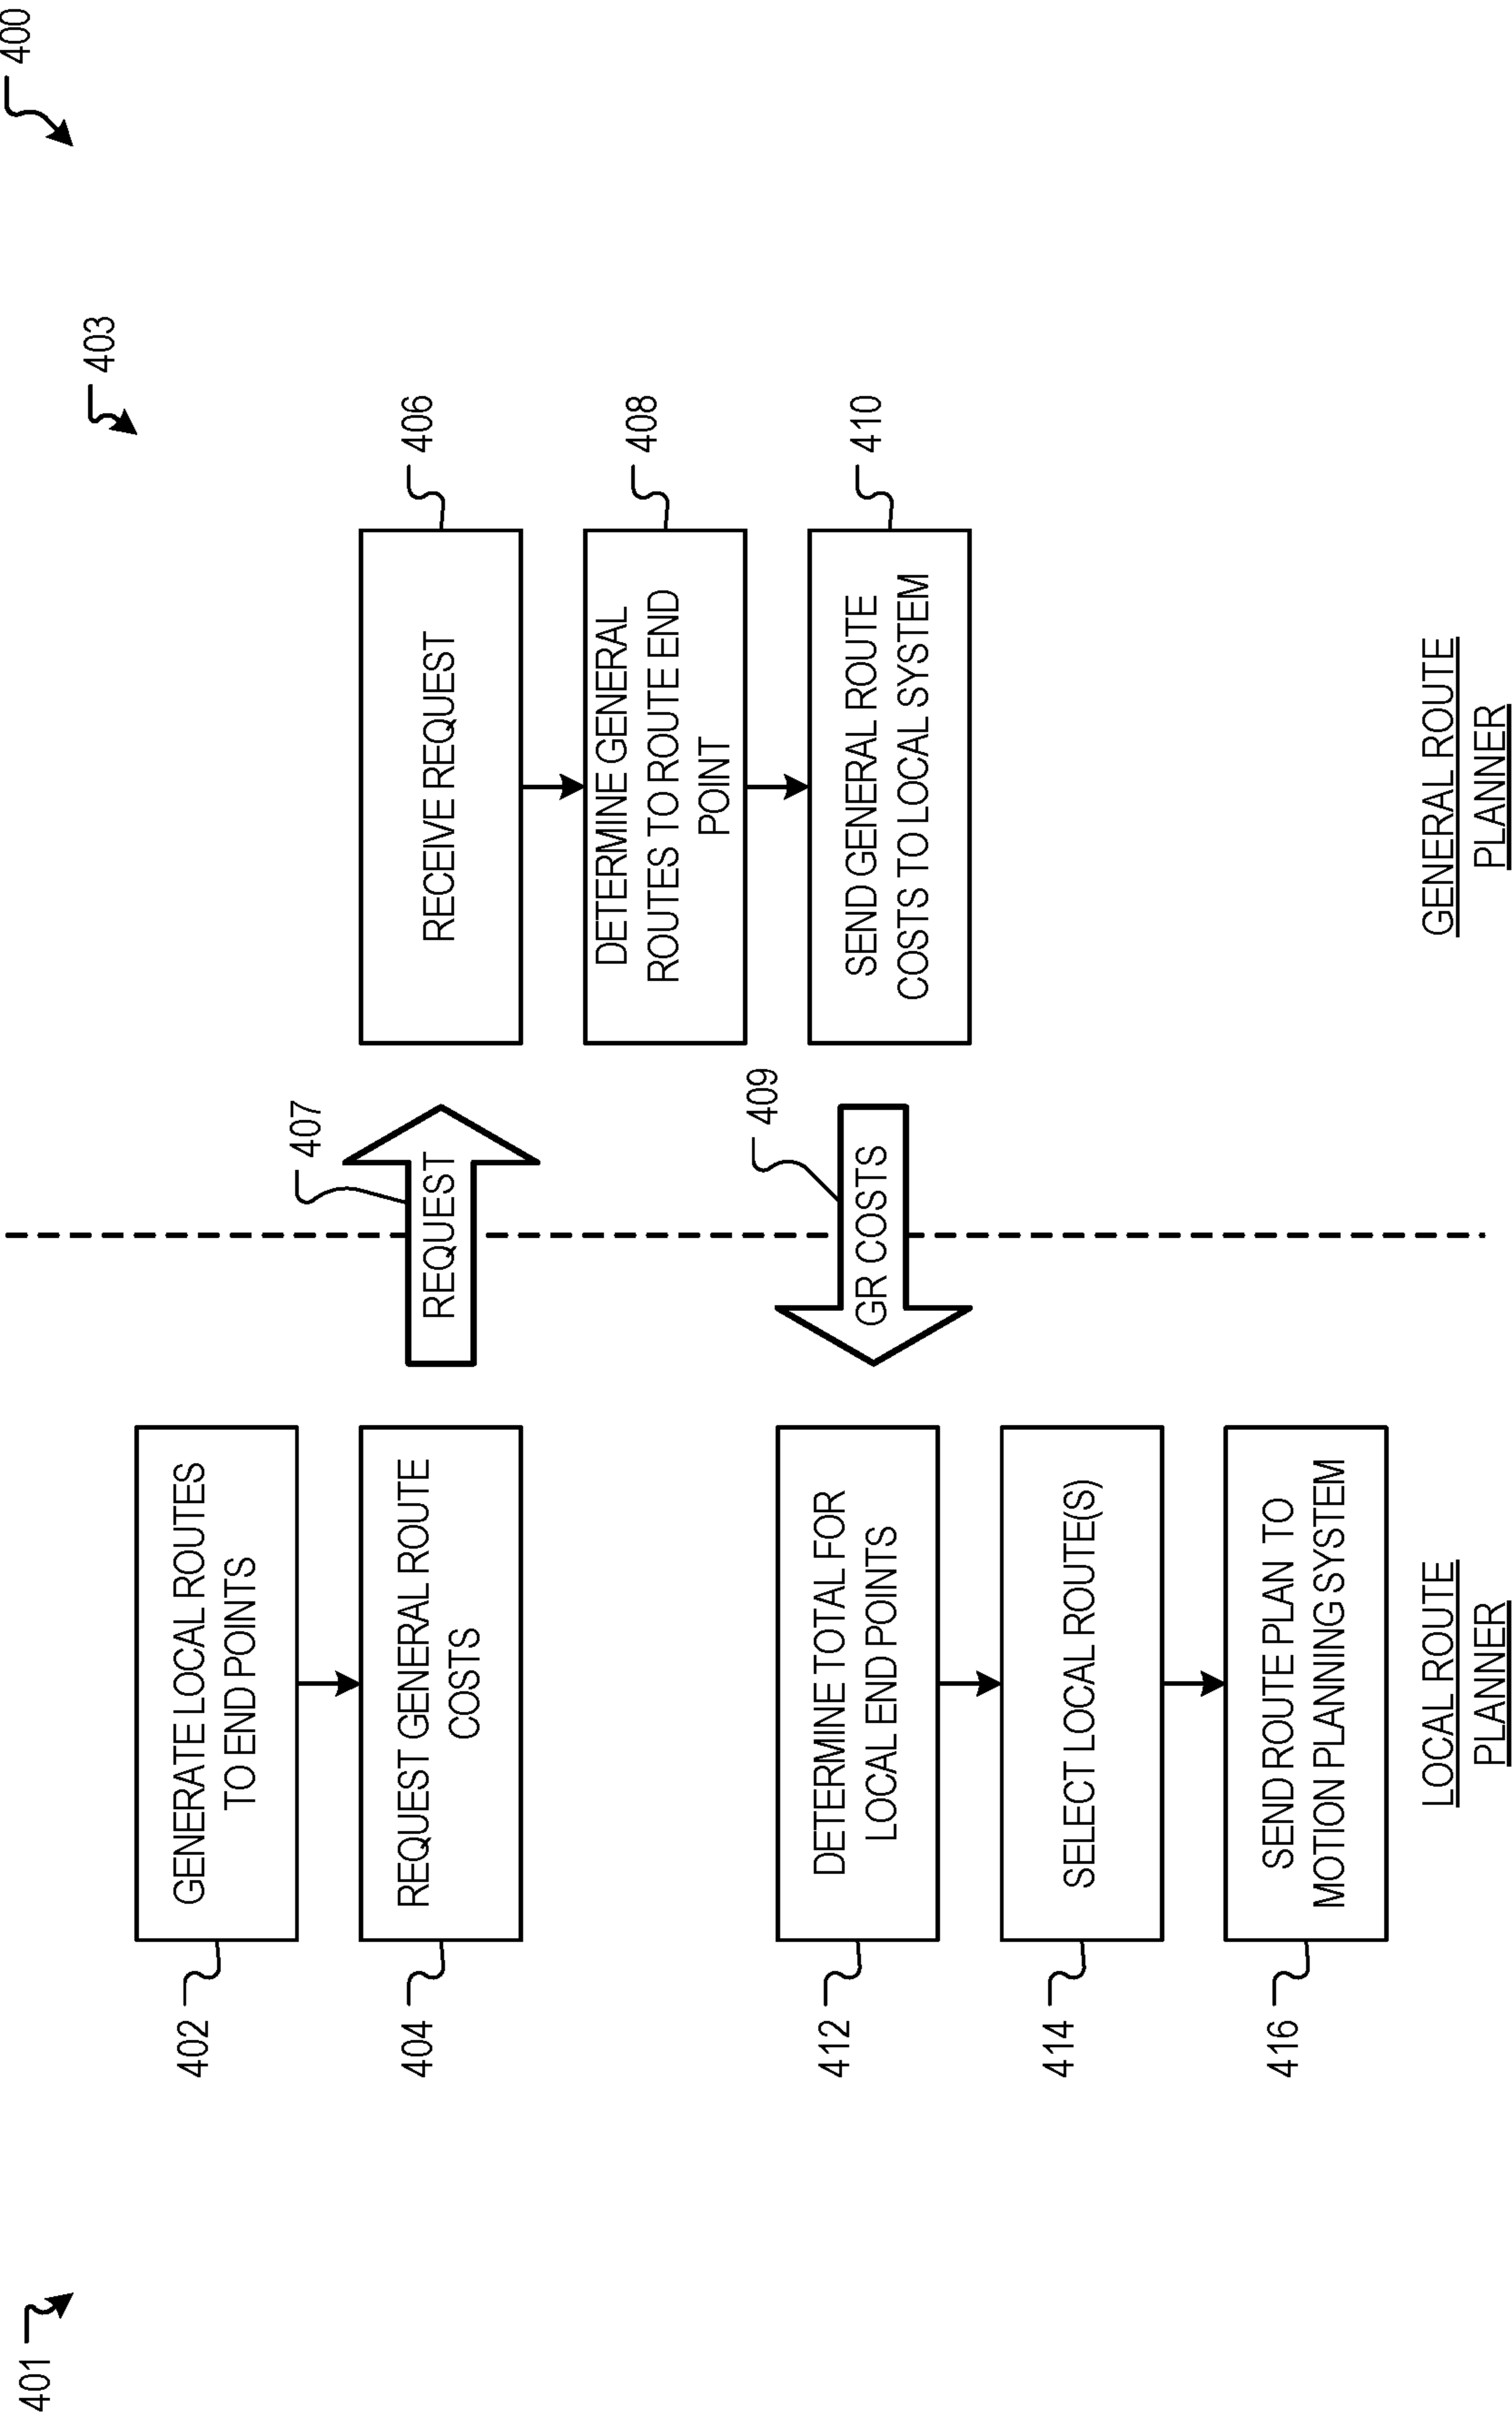 400
401
403
402
GENERATE LOCAL ROUTES
TO END POINTS
404
REQUEST GENERAL ROUTE
COSTS
407
REQUEST
RECEIVE REQUEST
406
DETERMINE GENERAL
ROUTES TO ROUTE END
POINT
408
SEND GENERAL ROUTE
COSTS TO LOCAL SYSTEM
410
409
GR COSTS
412
DETERMINE TOTAL FOR
LOCAL END POINTS
414
SELECT LOCAL ROUTE(S)
416
SEND ROUTE PLAN TO
MOTION PLANNING SYSTEM
LOCAL ROUTE
PLANNER
GENERAL ROUTE
PLANNER